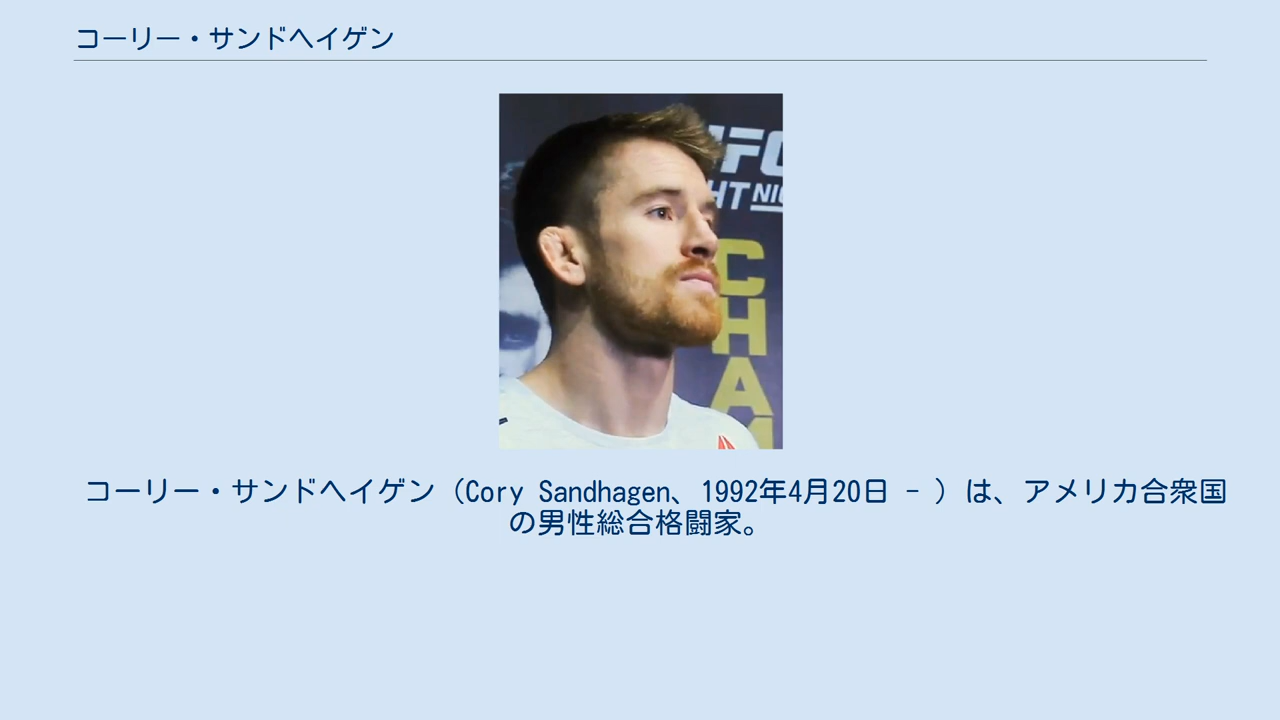 コーリー・サンドヘイゲン
UFC
HT NI
C
H
A
コーリー・サンドヘイゲン（Cory Sandhagen、1992年4月20日 - ）は、アメリカ合衆国
の男性総合格闘家。